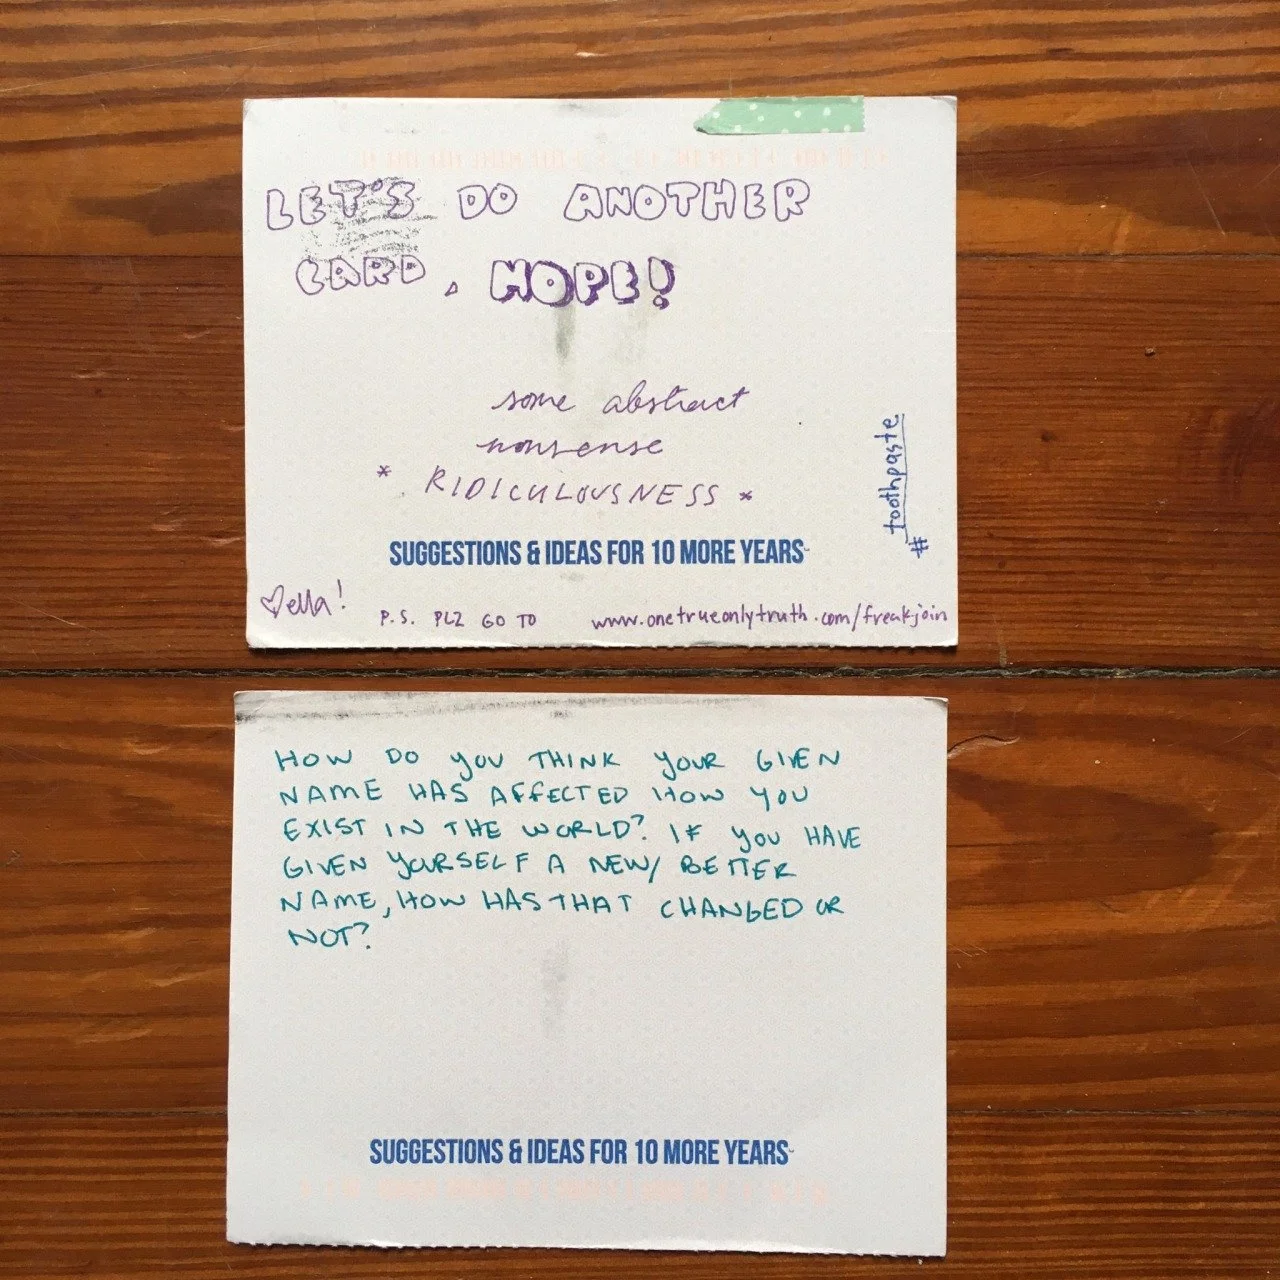 LET'S DO ANOTHER
CARD, HOPE!
some abstract
nonsense
* RIDICULOUSNESS *
# toothpaste
SUGGESTIONS & IDEAS FOR 10 MORE YEARS
♡ella!
P.S. PLZ GO TO www.onetrueonlytruth.com/freakjoin
HOW DO YOU THINK YOUR GIVEN
NAME HAS AFFECTED HOW YOU
EXIST IN THE WORLD? IF YOU HAVE
GIVEN YOURSELF A NEW/ BETTER
NAME, HOW HAS THAT CHANGED OR
NOT?
SUGGESTIONS & IDEAS FOR 10 MORE YEARS